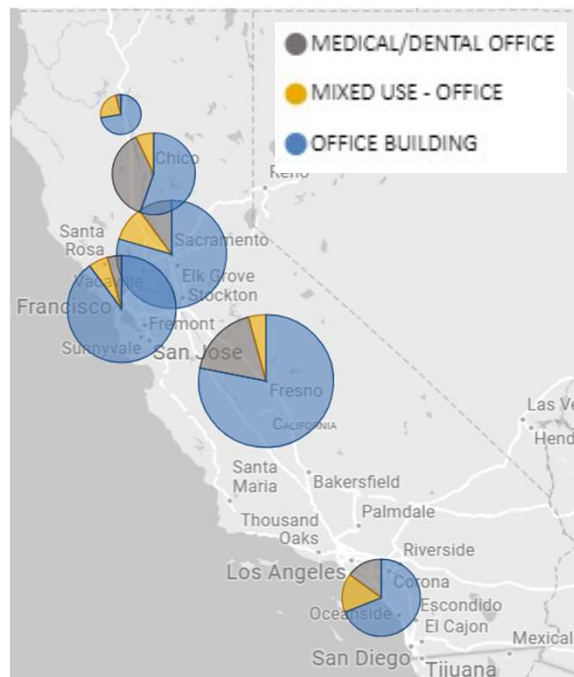 MEDICAL/DENTAL OFFICE
MIXED USE - OFFICE
OFFICE BUILDING
Chico
Reno
Santa
Rosa
Sacramento
Vacaville
Elk Grove
Stockton
Francisco
Fremont
Sunnyvale
San Jose
Fresno
CALIFORNIA
Las Ve
Hend
Santa
Maria
Bakersfield
Palmdale
Thousand
Oaks
Riverside
Los Angeles
Corona
Oceanside
Escondido
El Cajon
Mexical
San Diego
Tijuana